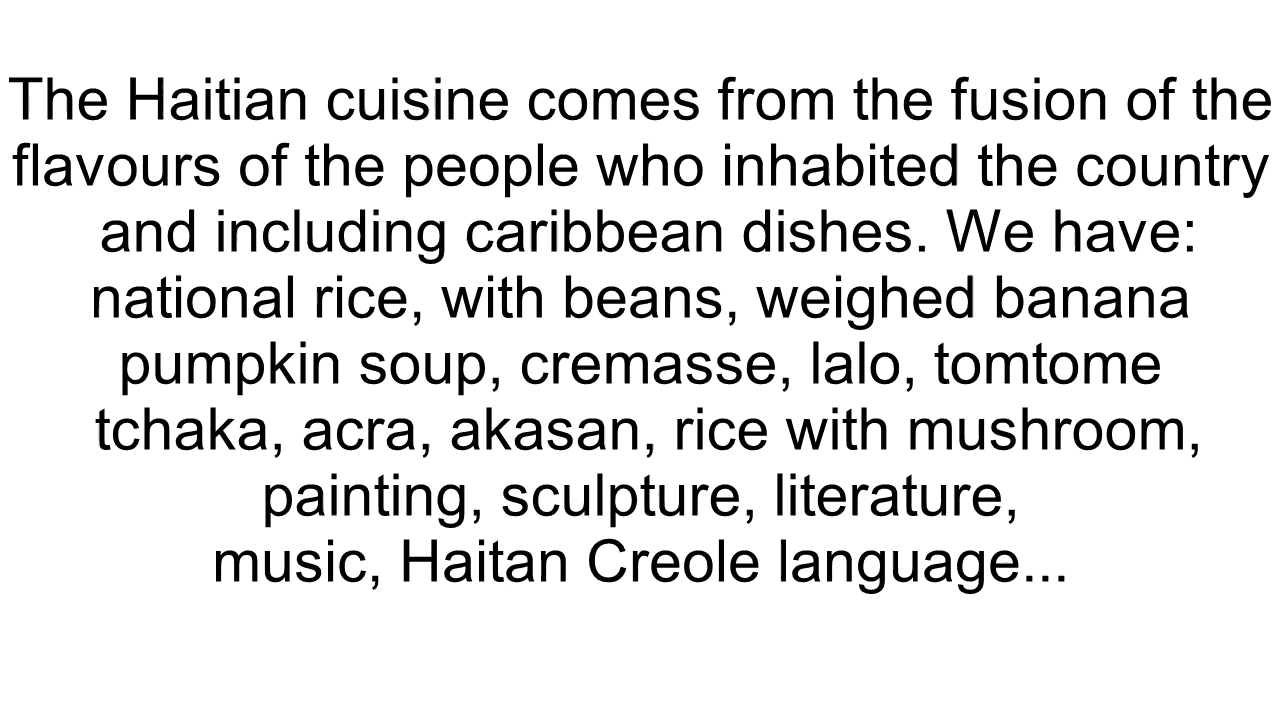 The Haitian cuisine comes from the fusion of the
flavours of the people who inhabited the country
and including caribbean dishes. We have:
national rice, with beans, weighed banana
pumpkin soup, cremasse, lalo, tomtome
tchaka, acra, akasan, rice with mushroom,
painting, sculpture, literature,
music, Haitan Creole language...